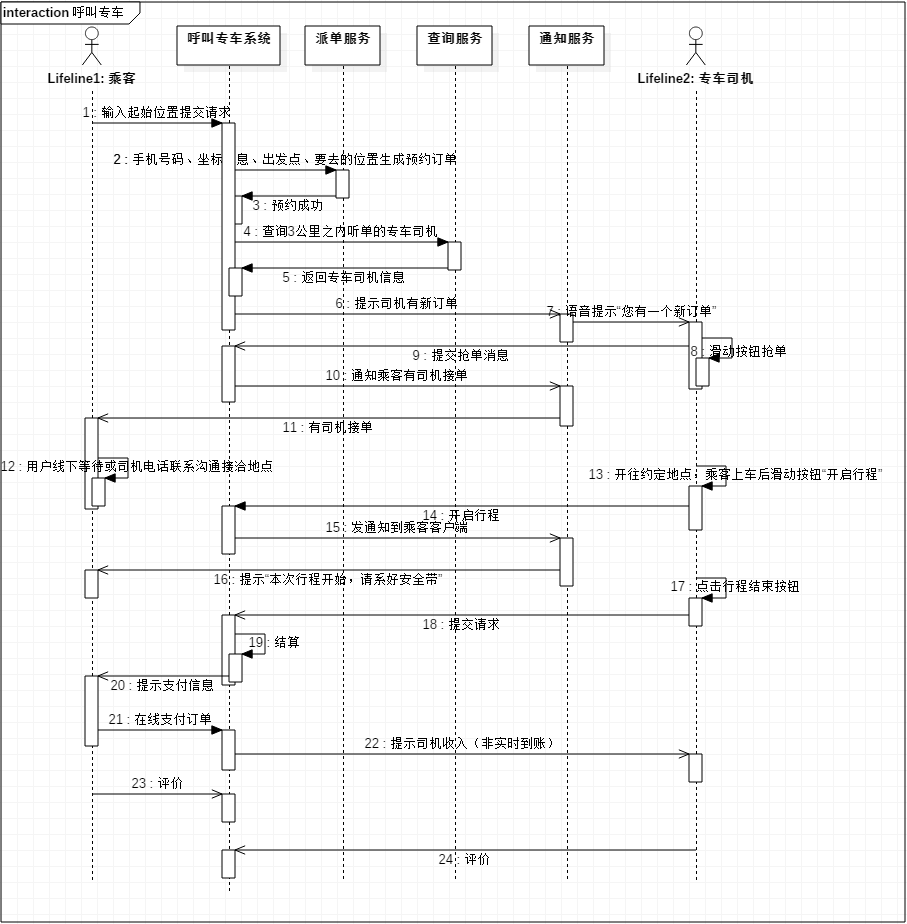 interaction 呼叫专车
呼叫专车系统
派单服务
查询服务
通知服务
Lifeline1: 乘客
Lifeline2: 专车司机
1 : 输入起始位置提交请求
2 : 手机号码、坐标 息、出发点、要去的位置生成预约订单
3 : 预约成功
4 : 查询3公里之内听单的专车司机
5 : 返回专车司机信息
6 : 提示司机有新订单
7 : 语音提示“您有一个新订单”
8 : 滑动按钮抢单
9 : 提交抢单消息
10 : 通知乘客有司机接单
11 : 有司机接单
12 : 用户线下等待或司机电话联系沟通接洽地点
13 : 开往约定地点，乘客上车后滑动按钮“开启行程”
14 : 开启行程
15 : 发通知到乘客客户端
16 : 提示“本次行程开始，请系好安全带”
17 : 点击行程结束按钮
18 : 提交请求
19 : 结算
20 : 提示支付信息
21 : 在线支付订单
22 : 提示司机收入（非实时到账）
23 : 评价
24 : 评价